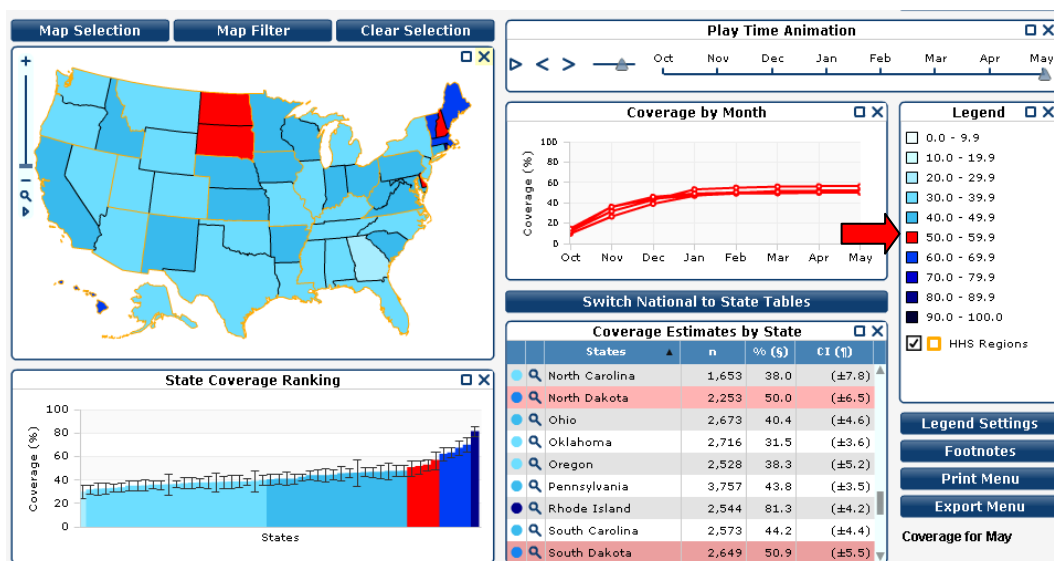 Map Selection Map Filter Clear Selection
Play Time Animation
Oct Nov Dec Jan Feb Mar Apr May
Coverage by Month
Coverage (%)
100
80
60
40
20
0
Oct Nov Dec Jan Feb Mar Apr May
Legend
0.0 - 9.9
10.0 - 19.9
20.0 - 29.9
30.0 - 39.9
40.0 - 49.9
50.0 - 59.9
60.0 - 69.9
70.0 - 79.9
80.0 - 89.9
90.0 - 100.0
HHS Regions
State Coverage Ranking
Coverage (%)
100
80
60
40
20
0
States
Switch National to State Tables
Coverage Estimates by State
States n % (§) CI (¶)
North Carolina 1,653 38.0 (±7.8)
North Dakota 2,253 50.0 (±6.5)
Ohio 2,673 40.4 (±4.6)
Oklahoma 2,716 31.5 (±3.6)
Oregon 2,528 38.3 (±5.2)
Pennsylvania 3,757 43.8 (±3.5)
Rhode Island 2,544 81.3 (±4.2)
South Carolina 2,573 44.2 (±4.4)
South Dakota 2,649 50.9 (±5.5)
Legend Settings
Footnotes
Print Menu
Export Menu
Coverage for May